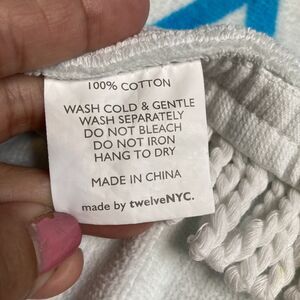 100% COTTON
WASH COLD & GENTLE
WASH SEPARATELY
DO NOT BLEACH
DO NOT IRON
HANG TO DRY
MADE IN CHINA
made by twelveNYC.